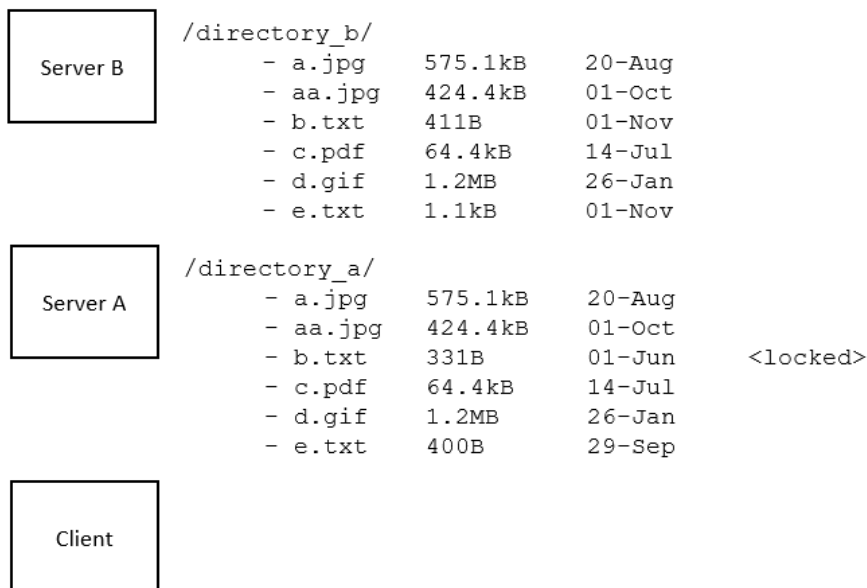 Server B
/directory_b/
- a.jpg 575.1kB 20-Aug
- aa.jpg 424.4kB 01-Oct
- b.txt 411B 01-Nov
- c.pdf 64.4kB 14-Jul
- d.gif 1.2MB 26-Jan
- e.txt 1.1kB 01-Nov
Server A
/directory_a/
- a.jpg 575.1kB 20-Aug
- aa.jpg 424.4kB 01-Oct
- b.txt 331B 01-Jun <locked>
- c.pdf 64.4kB 14-Jul
- d.gif 1.2MB 26-Jan
- e.txt 400B 29-Sep
Client